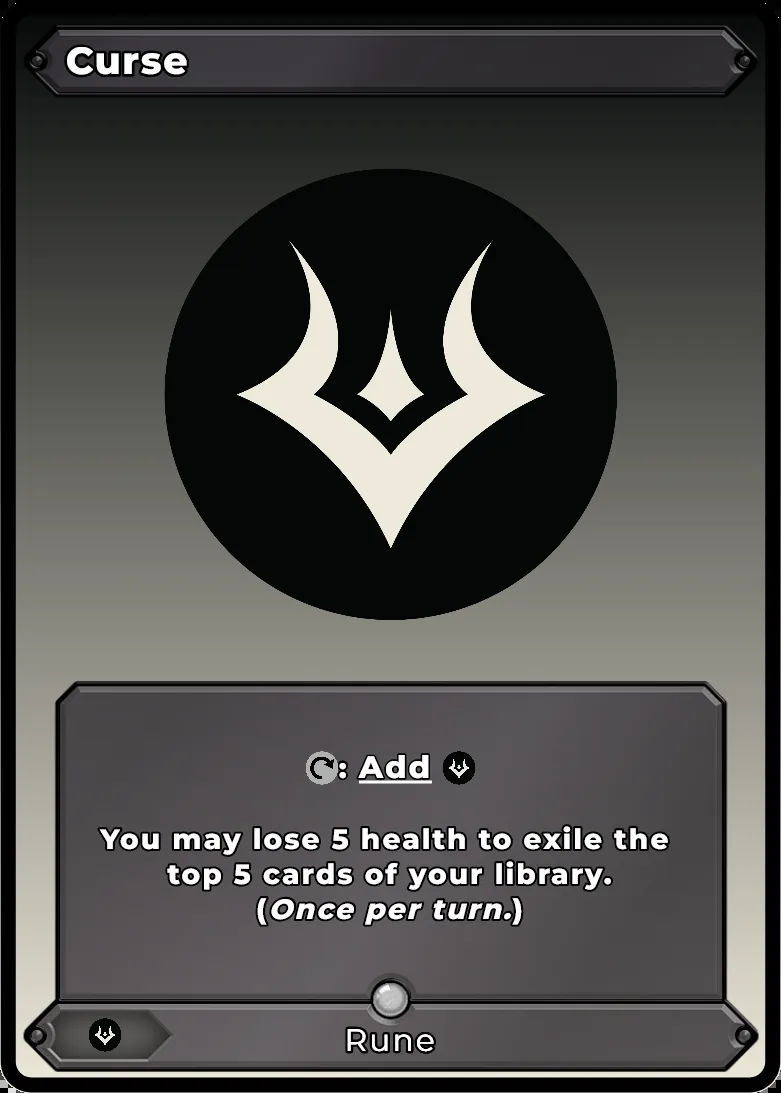 Curse
: Add
You may lose 5 health to exile the
top 5 cards of your library.
(Once per turn.)
Rune